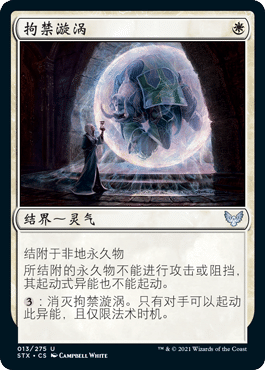 拘禁漩涡
结界～灵气
结附于非地永久物
所结附的永久物不能进行攻击或阻挡，
其起动式异能也不能起动。
3：消灭拘禁漩涡。只有对手可以起动
此异能，且仅限法术时机。
013/275 U
STX • CS CAMPBELL WHITE
™ & © 2021 Wizards of the Coast